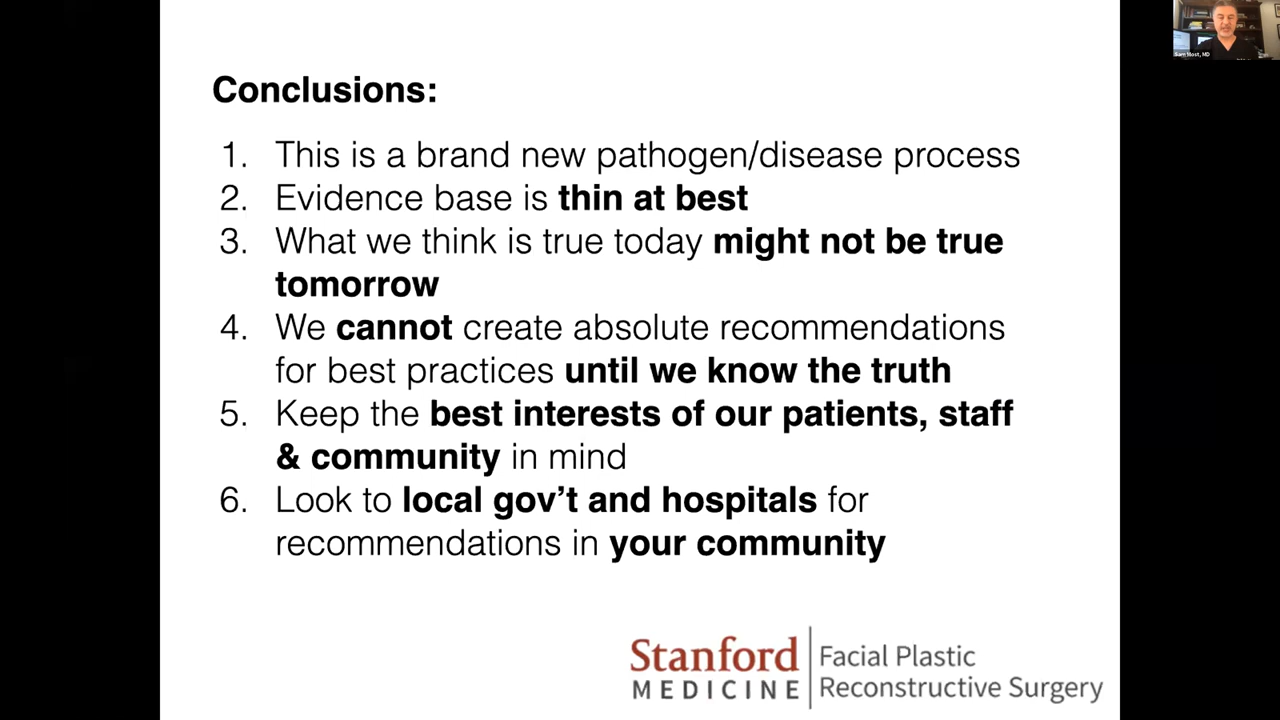 Sam Most, MD
Conclusions:
1. This is a brand new pathogen/disease process
2. Evidence base is thin at best
3. What we think is true today might not be true
tomorrow
4. We cannot create absolute recommendations
for best practices until we know the truth
5. Keep the best interests of our patients, staff
& community in mind
6. Look to local gov't and hospitals for
recommendations in your community
Stanford
MEDICINE
Facial Plastic
Reconstructive Surgery